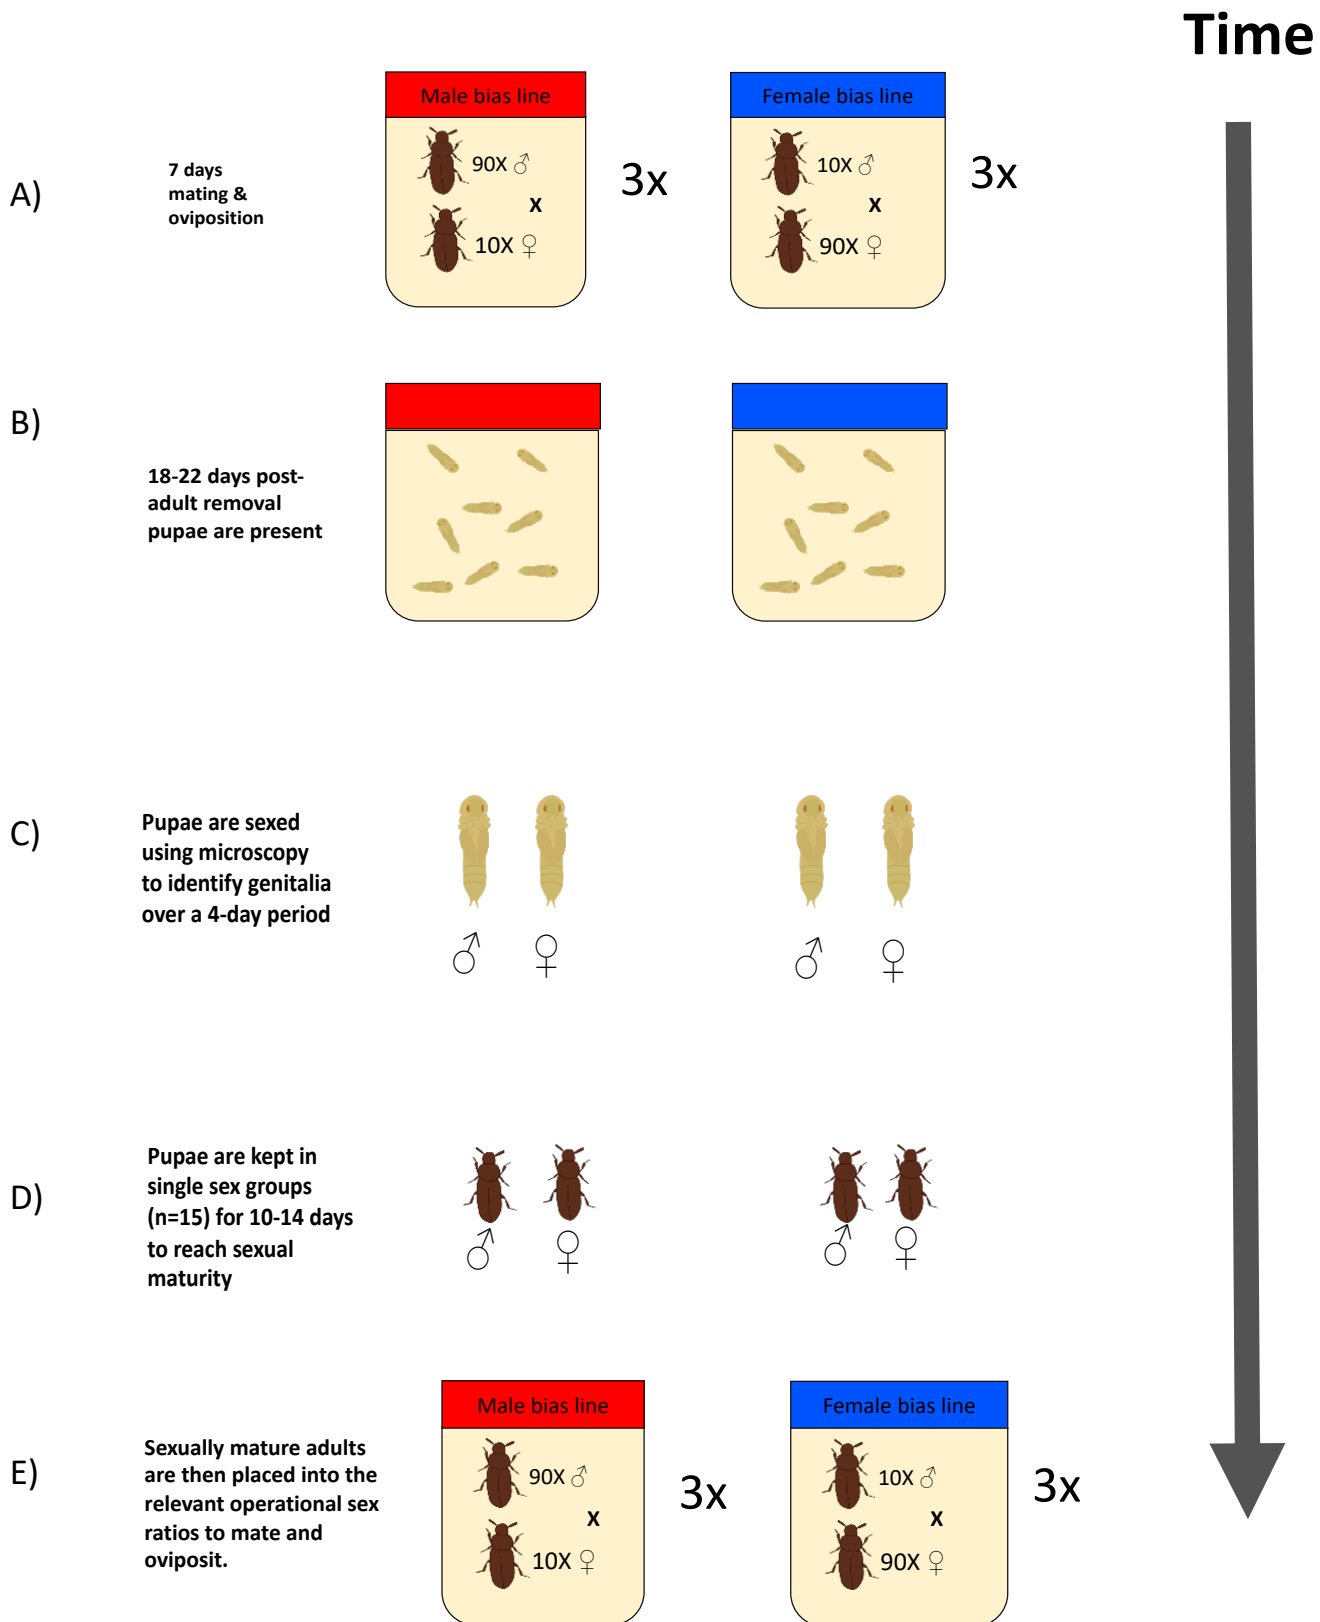 Time
A)
7 days
mating &
oviposition
Male bias line
90X ♂
X
10X ♀
3x
Female bias line
10X ♂
X
90X ♀
3x
B)
18-22 days post-
adult removal
pupae are present
C)
Pupae are sexed
using microscopy
to identify genitalia
over a 4-day period
♂ ♀
♂ ♀
D)
Pupae are kept in
single sex groups
(n=15) for 10-14 days
to reach sexual
maturity
♂ ♀
♂ ♀
E)
Sexually mature adults
are then placed into the
relevant operational sex
ratios to mate and
oviposit.
Male bias line
90X ♂
X
10X ♀
3x
Female bias line
10X ♂
X
90X ♀
3x